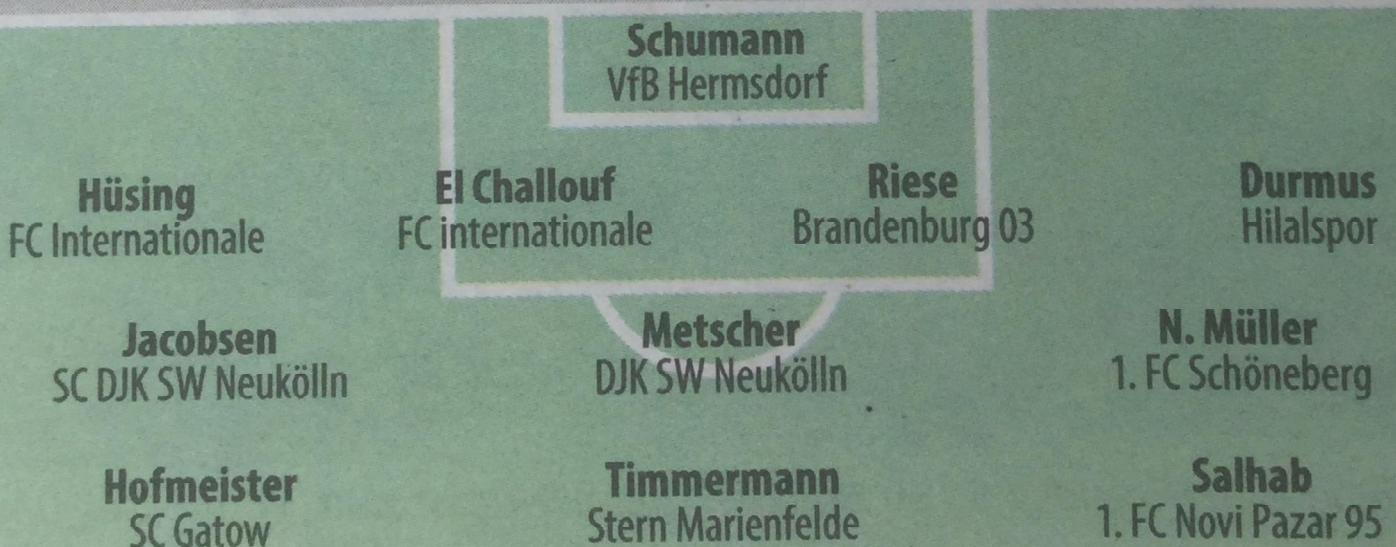 Schumann
VfB Hermsdorf
Hüsing
FC Internationale
El Challouf
FC internationale
Riese
Brandenburg 03
Durmus
Hilalspor
Jacobsen
SC DJK SW Neukölln
Metscher
DJK SW Neukölln
N. Müller
1. FC Schöneberg
Hofmeister
SC Gatow
Timmermann
Stern Marienfelde
Salhab
1. FC Novi Pazar 95